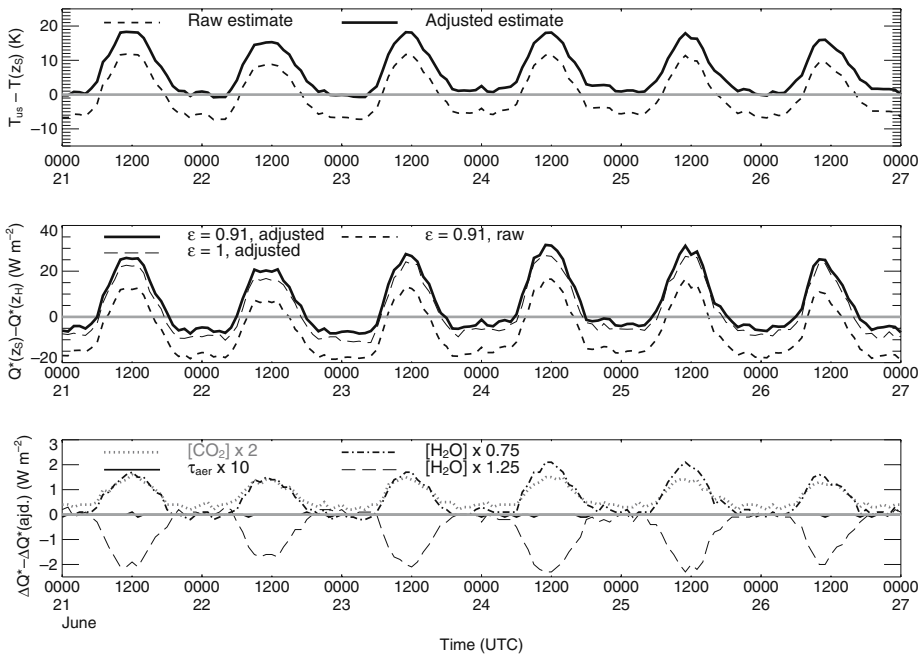 Raw estimate Adjusted estimate
T_us – T(z_S) (K)
20
10
0
−10
0000 1200 0000 1200 0000 1200 0000 1200 0000 1200 0000 1200 0000
21 22 23 24 25 26 27
ε = 0.91, adjusted ε = 0.91, raw
ε = 1, adjusted
Q*(z_S)–Q*(z_H) (W m⁻²)
40
20
0
−20
0000 1200 0000 1200 0000 1200 0000 1200 0000 1200 0000 1200 0000
21 22 23 24 25 26 27
[CO₂] x 2 [H₂O] x 0.75
τ_aer x 10 [H₂O] x 1.25
ΔQ*–ΔQ*(ajd.) (W m⁻²)
3
2
1
0
−1
−2
0000 1200 0000 1200 0000 1200 0000 1200 0000 1200 0000 1200 0000
21 22 23 24 25 26 27
June
Time (UTC)